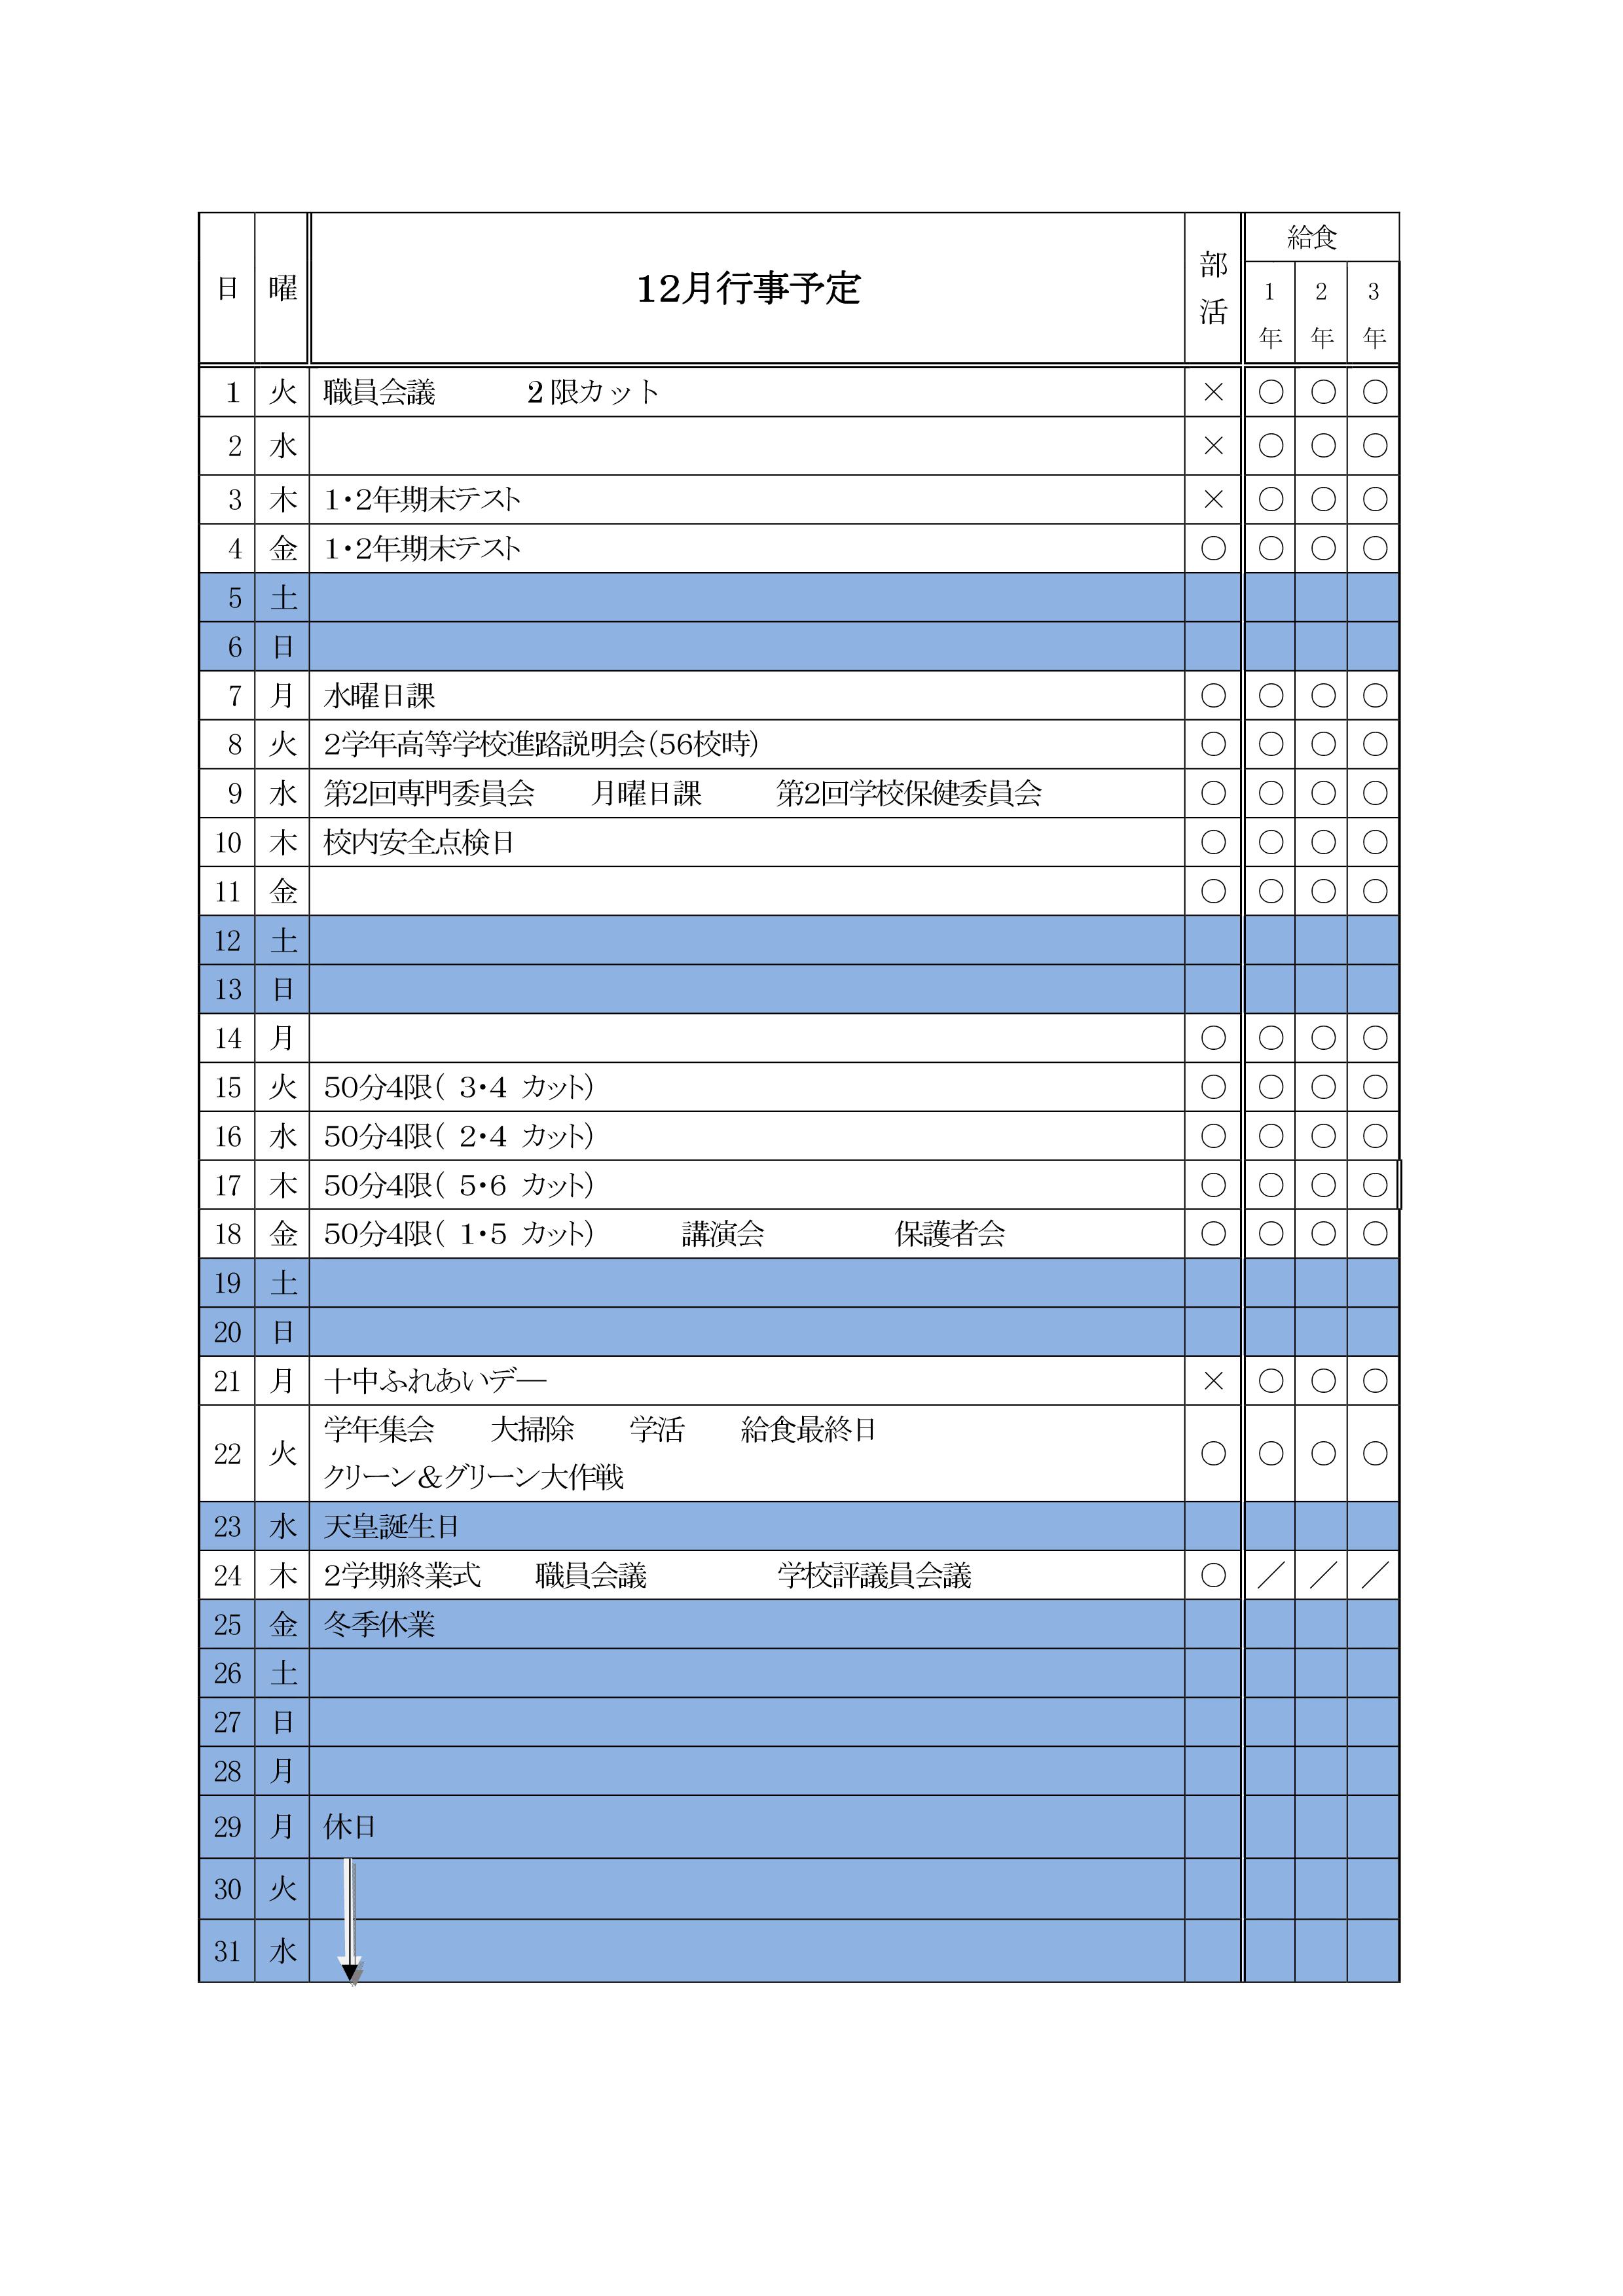 日 曜 12月行事予定 部活 給食
1年 2年 3年
1 火 職員会議 2限カット × ○ ○ ○
2 水 × ○ ○ ○
3 木 1・2年期末テスト × ○ ○ ○
4 金 1・2年期末テスト ○ ○ ○ ○
5 土
6 日
7 月 水曜日課 ○ ○ ○ ○
8 火 2学年高等学校進路説明会(56校時) ○ ○ ○ ○
9 水 第2回専門委員会 月曜日課 第2回学校保健委員会 ○ ○ ○ ○
10 木 校内安全点検日 ○ ○ ○ ○
11 金 ○ ○ ○ ○
12 土
13 日
14 月 ○ ○ ○ ○
15 火 50分4限( 3・4 カット) ○ ○ ○ ○
16 水 50分4限( 2・4 カット) ○ ○ ○ ○
17 木 50分4限( 5・6 カット) ○ ○ ○ ○
18 金 50分4限( 1・5 カット) 講演会 保護者会 ○ ○ ○ ○
19 土
20 日
21 月 十中ふれあいデー × ○ ○ ○
22 火 学年集会 大掃除 学活 給食最終日 ○ ○ ○ ○
クリーン&グリーン大作戦
23 水 天皇誕生日
24 木 2学期終業式 職員会議 学校評議員会議 ○ ／ ／ ／
25 金 冬季休業
26 土
27 日
28 月
29 月 休日
30 火
31 水